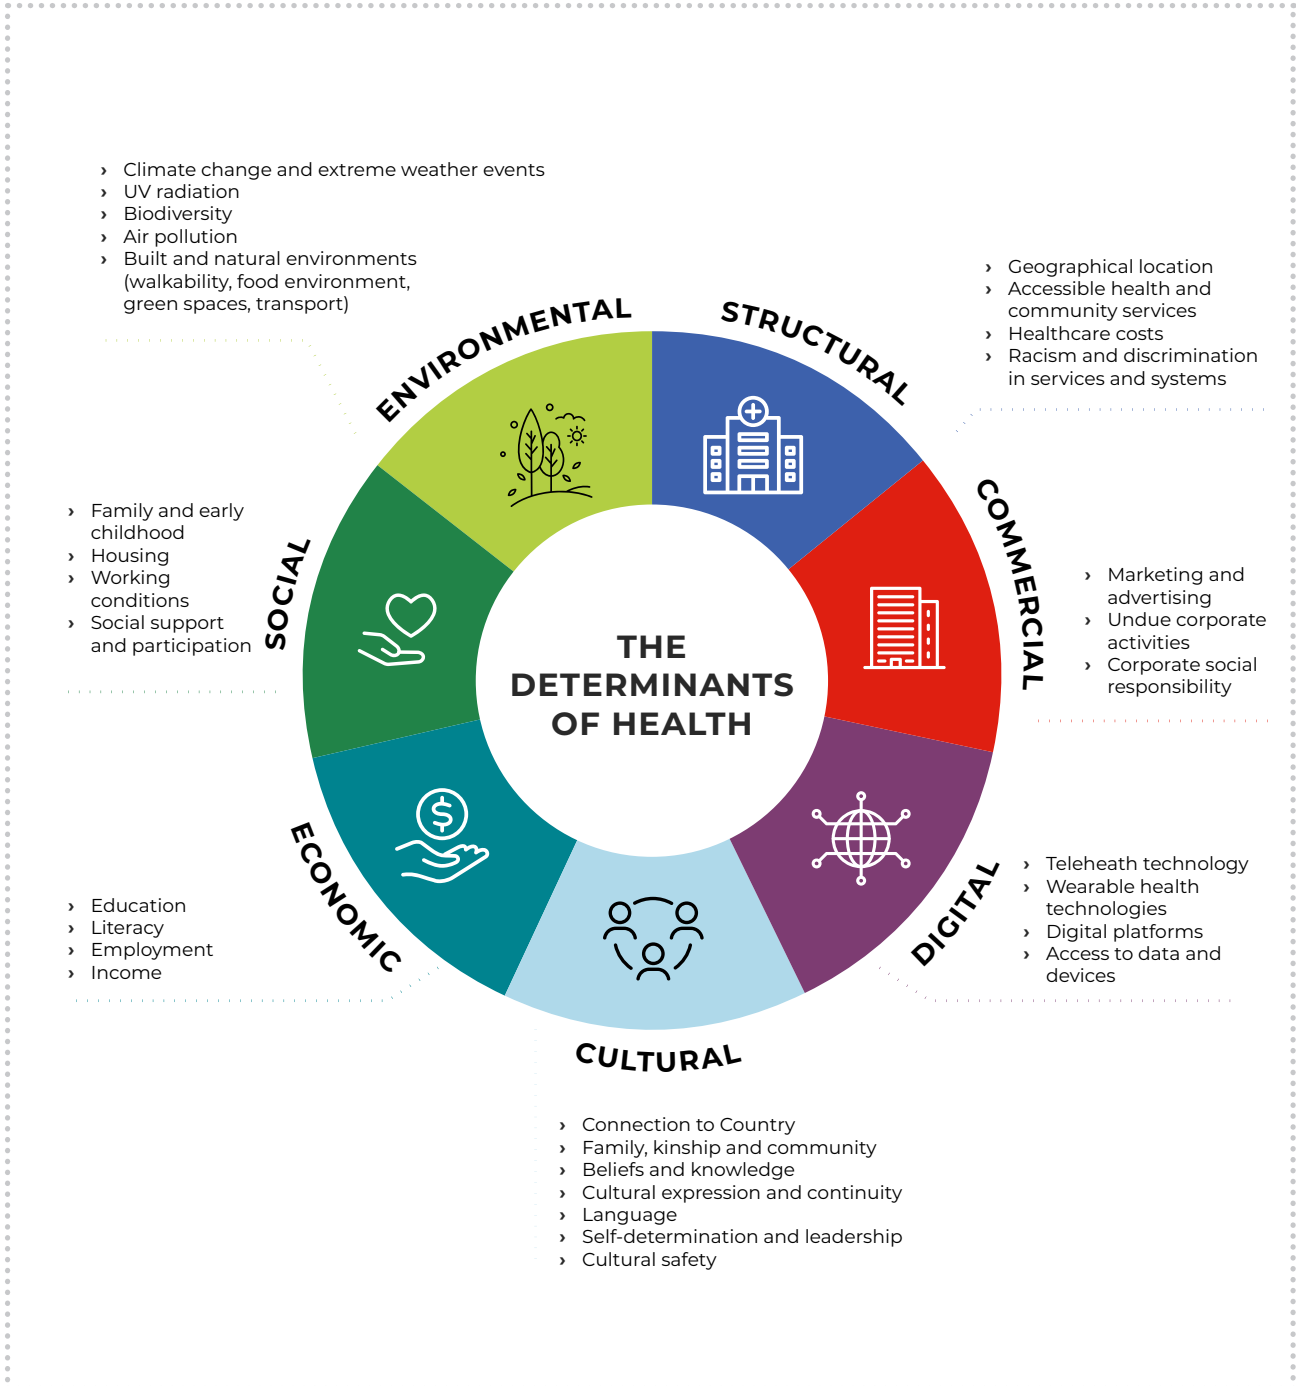 THE
DETERMINANTS
OF HEALTH
ENVIRONMENTAL
› Climate change and extreme weather events
› UV radiation
› Biodiversity
› Air pollution
› Built and natural environments
(walkability, food environment,
green spaces, transport)
STRUCTURAL
› Geographical location
› Accessible health and
community services
› Healthcare costs
› Racism and discrimination
in services and systems
COMMERCIAL
› Marketing and
advertising
› Undue corporate
activities
› Corporate social
responsibility
DIGITAL
› Teleheath technology
› Wearable health
technologies
› Digital platforms
› Access to data and
devices
CULTURAL
› Connection to Country
› Family, kinship and community
› Beliefs and knowledge
› Cultural expression and continuity
› Language
› Self-determination and leadership
› Cultural safety
ECONOMIC
› Education
› Literacy
› Employment
› Income
$
SOCIAL
› Family and early
childhood
› Housing
› Working
conditions
› Social support
and participation